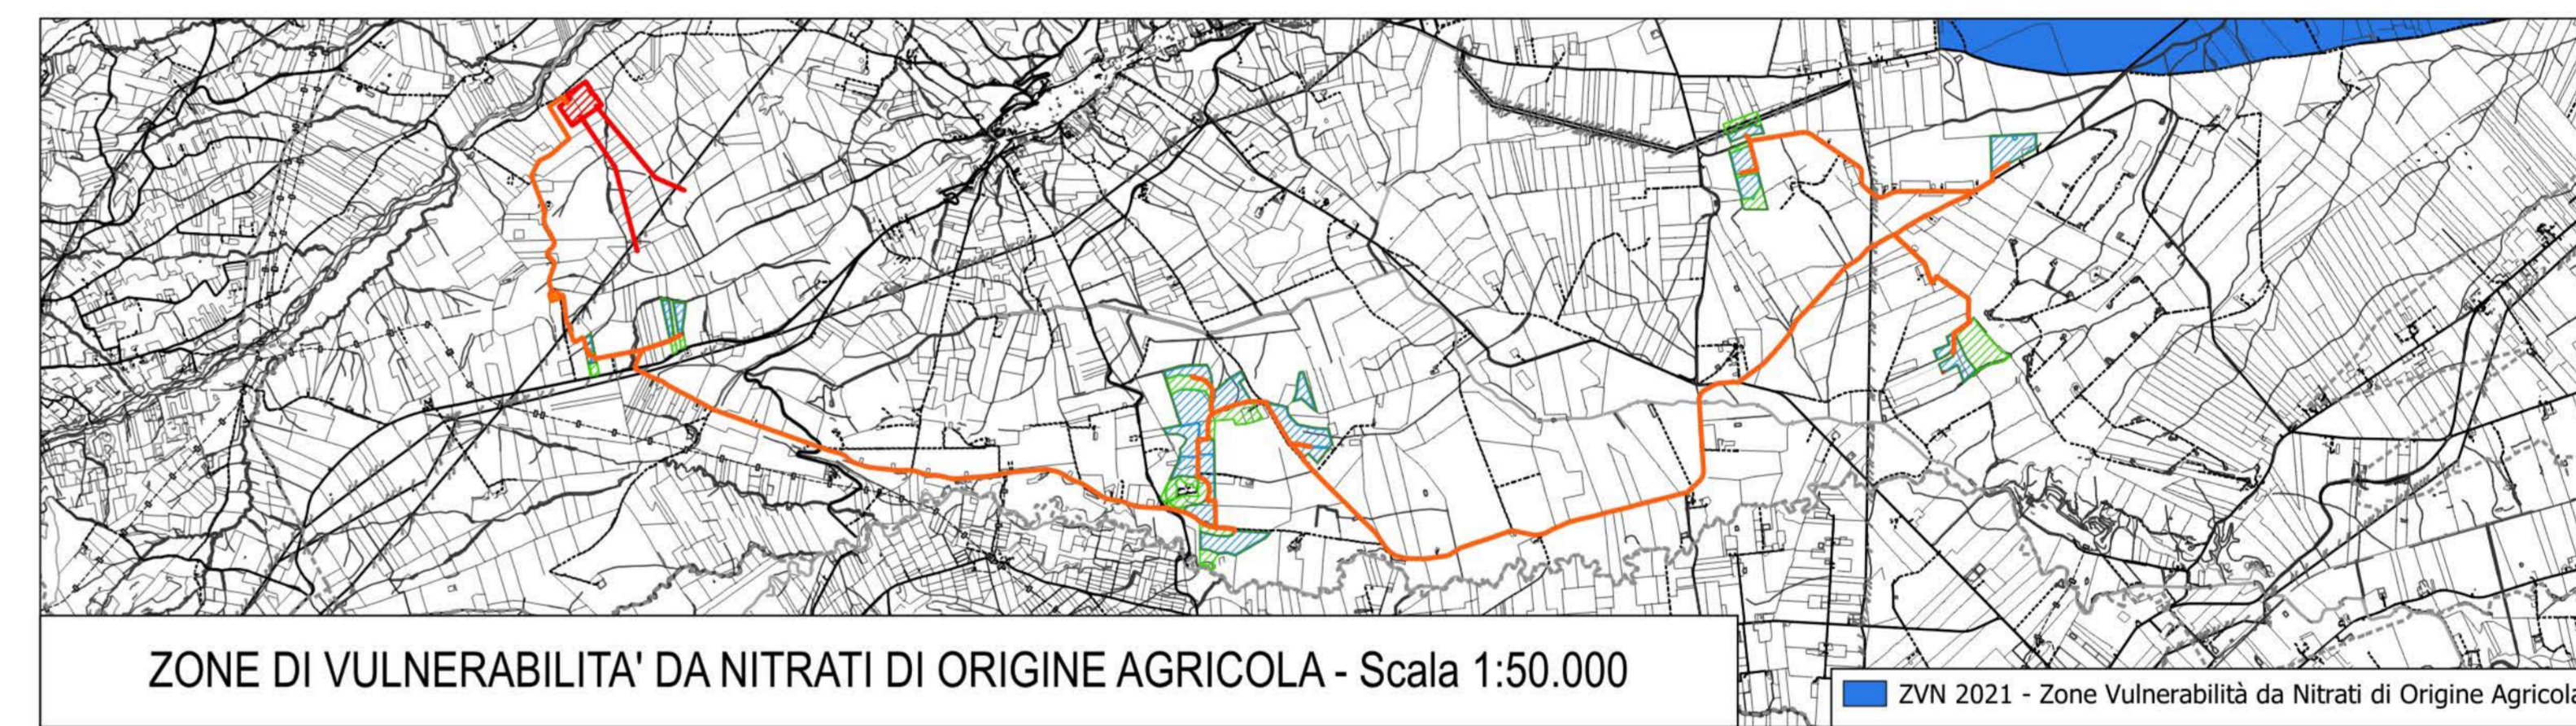 ZONE DI VULNERABILITA' DA NITRATI DI ORIGINE AGRICOLA - Scala 1:50.000
ZVN 2021 - Zone Vulnerabilità da Nitrati di Origine Agricola